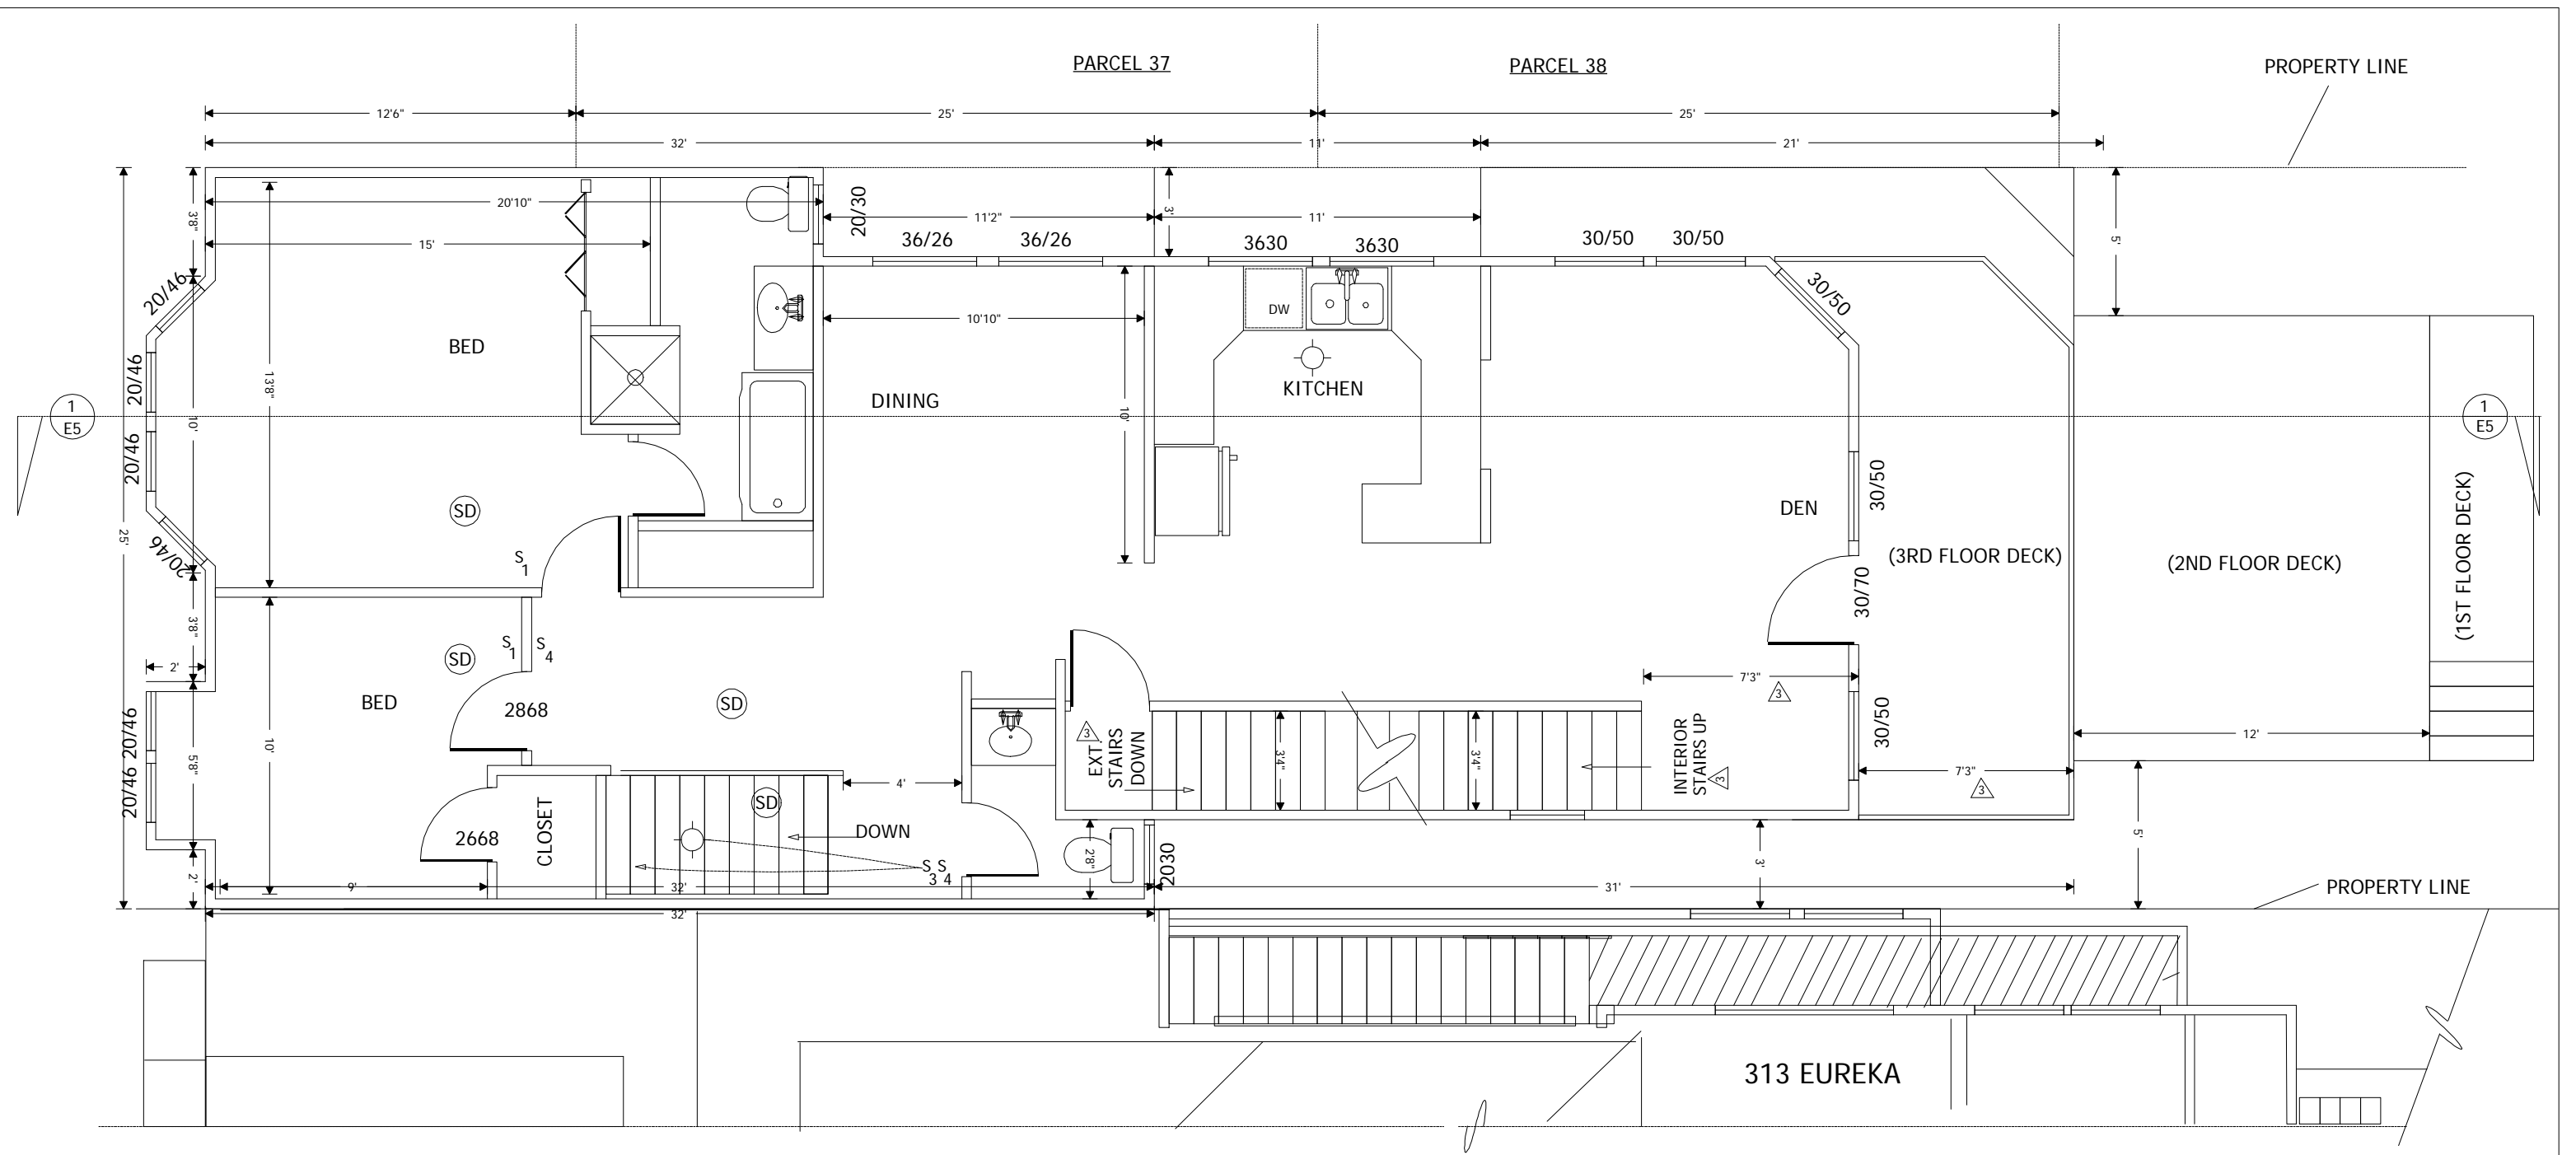 PARCEL 37
PARCEL 38
PROPERTY LINE
12'6"
25'
25'
32'
11'
21'
3'8"
20'10"
20/30
11'2"
3'
11'
5'
15'
36/26
36/26
3630
3630
30/50
30/50
20/46
30/50
DW
10'10"
BED
20/46
13'8"
KITCHEN
DINING
1
E5
10'
10'
1
E5
20/46
30/50
SD
DEN
25'
20/46
S
1
(3RD FLOOR DECK)
(2ND FLOOR DECK)
(1ST FLOOR DECK)
30/70
3'8"
SD
S
1
S
4
2'
7'3"
3
BED
2868
SD
20/46
20/46
10'
5'8"
3
EXT.
STAIRS
DOWN
3'4"
3'4"
INTERIOR
STAIRS UP
3
30/50
12'
7'3"
3
4'
SD
2668
CLOSET
DOWN
S S
3 4
2'8"
2030
3'
5'
2'
9'
32'
31'
PROPERTY LINE
32'
313 EUREKA